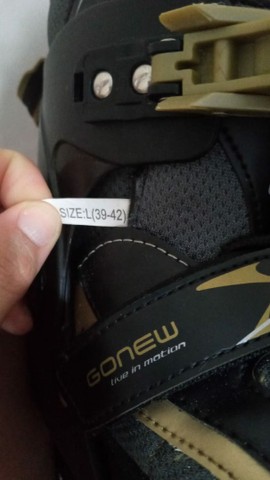 SIZE:L(39-42)
GONEW
live in motion